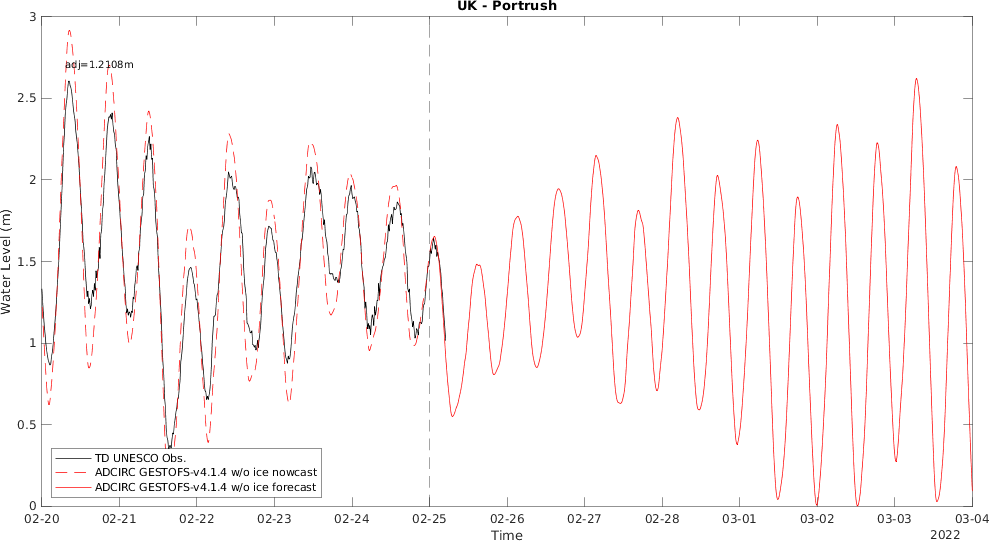 UK - Portrush
3
2.5
2
1.5
1
0.5
0
Water Level (m)
adj=1.2108m
TD UNESCO Obs.
ADCIRC GESTOFS-v4.1.4 w/o ice nowcast
ADCIRC GESTOFS-v4.1.4 w/o ice forecast
02-20 02-21 02-22 02-23 02-24 02-25 02-26 02-27 02-28 03-01 03-02 03-03 03-04
Time
2022